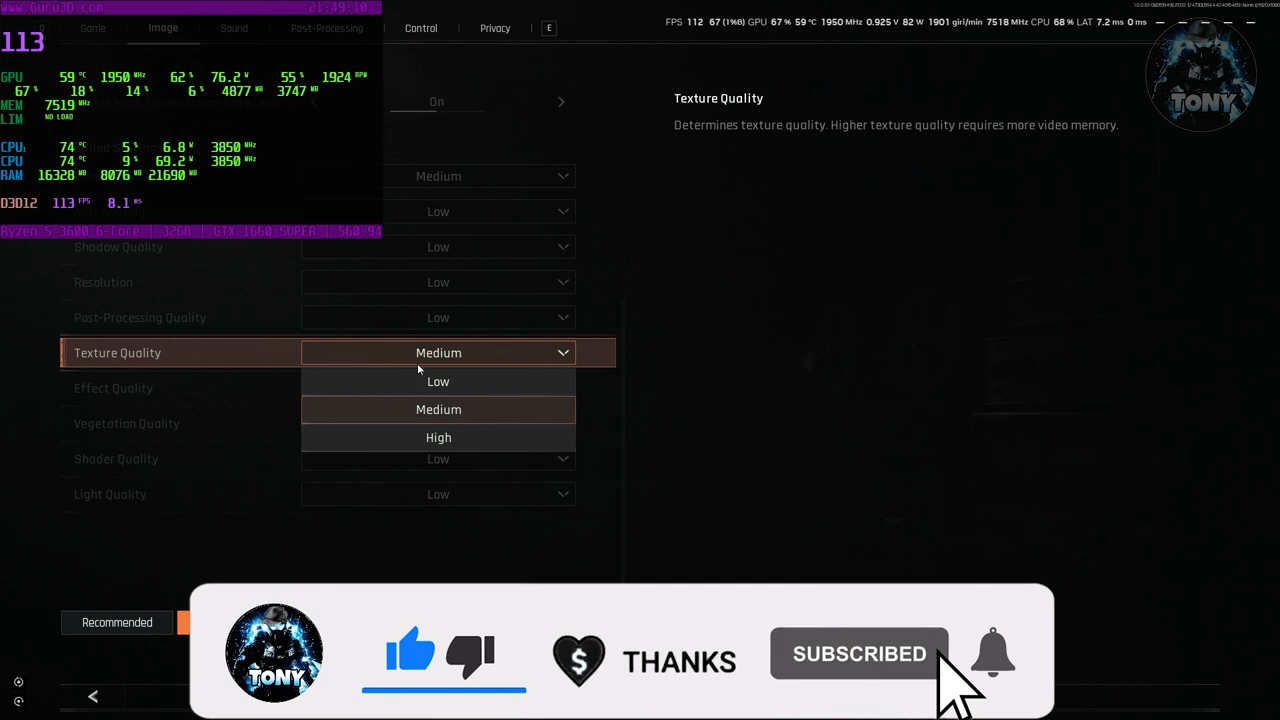 www.Guru3D.com 21:49:10
113
GPU 59 °C 1950 MHz 62 % 76.2 W 55 % 1924 RPM
67 % 18 % 14 % 6 % 4877 MB 3747 MB
MEM 7519 MHz
LIM NO LOAD
CPU1 74 °C 5 % 6.8 W 3850 MHz
CPU 74 °C 9 % 69.2 W 3850 MHz
RAM 16328 MB 8076 MB 21690 MB
D3D12 113 FPS 8.1 ms
Ryzen 5 3600 6-Core | 32GB | GTX 1660 SUPER | 560.94
Game Image Sound Post-Processing Control Privacy E
FPS 112 67 (1%B) GPU 67 % 59 °C 1950 MHz 0.925 V 82 W 1901 giri/min 7518 MHz CPU 68 % LAT 7.2 ms 0 ms
TONY
On
Medium
Low
Shadow Quality Low
Resolution Low
Post-Processing Quality Low
Texture Quality Medium
Low
Medium
High
Effect Quality
Vegetation Quality
Shader Quality Low
Light Quality Low
Texture Quality
Determines texture quality. Higher texture quality requires more video memory.
Recommended
TONY
$ THANKS
SUBSCRIBED